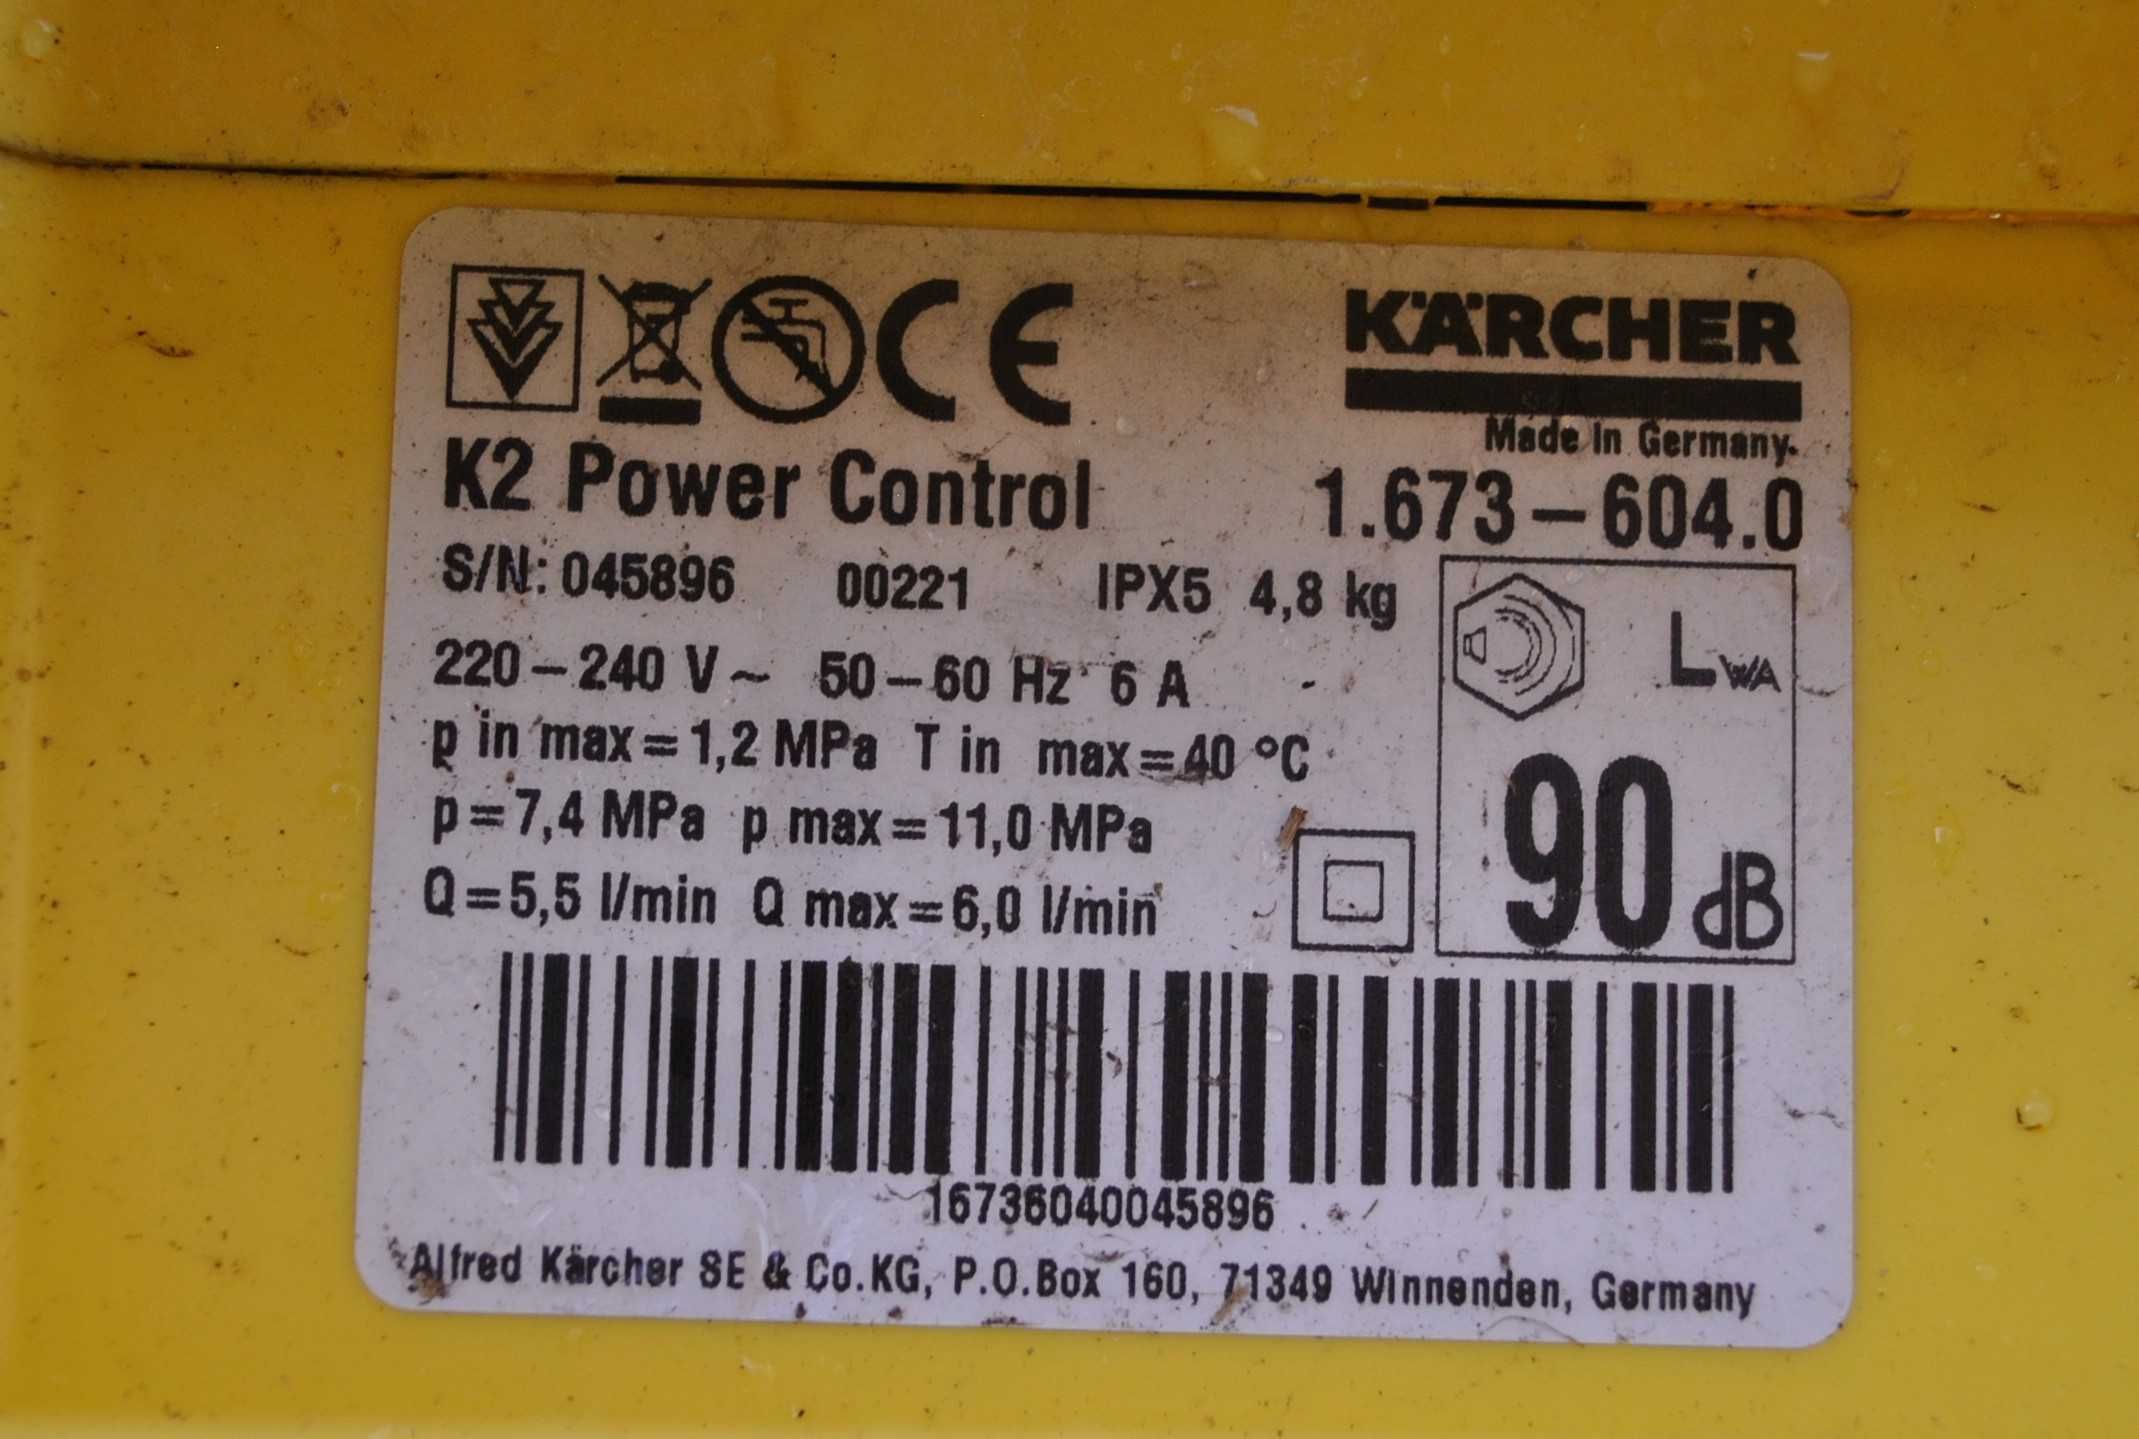 CE
KÄRCHER
Made in Germany
K2 Power Control 1.673-604.0
S/N: 045896 00221 IPX5 4,8 kg
220-240 V~ 50-60 Hz 6 A
LWA
p in max=1,2 MPa T in max=40 °C
p=7,4 MPa p max=11,0 MPa
90 dB
Q=5,5 l/min Q max=6,0 l/min
16736040045896
Alfred Kärcher SE & Co.KG, P.O.Box 160, 71349 Winnenden, Germany